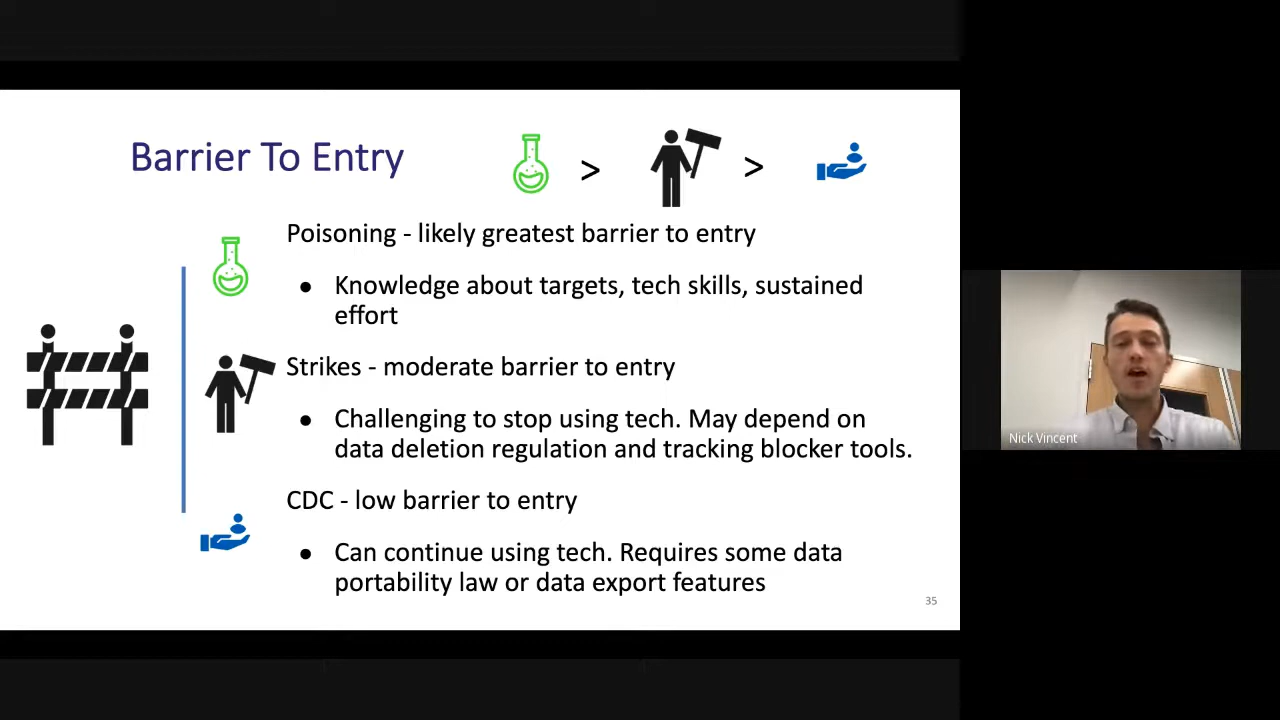 Barrier To Entry
> >
Poisoning - likely greatest barrier to entry
● Knowledge about targets, tech skills, sustained
effort
Strikes - moderate barrier to entry
● Challenging to stop using tech. May depend on
data deletion regulation and tracking blocker tools.
CDC - low barrier to entry
● Can continue using tech. Requires some data
portability law or data export features
35
Nick Vincent